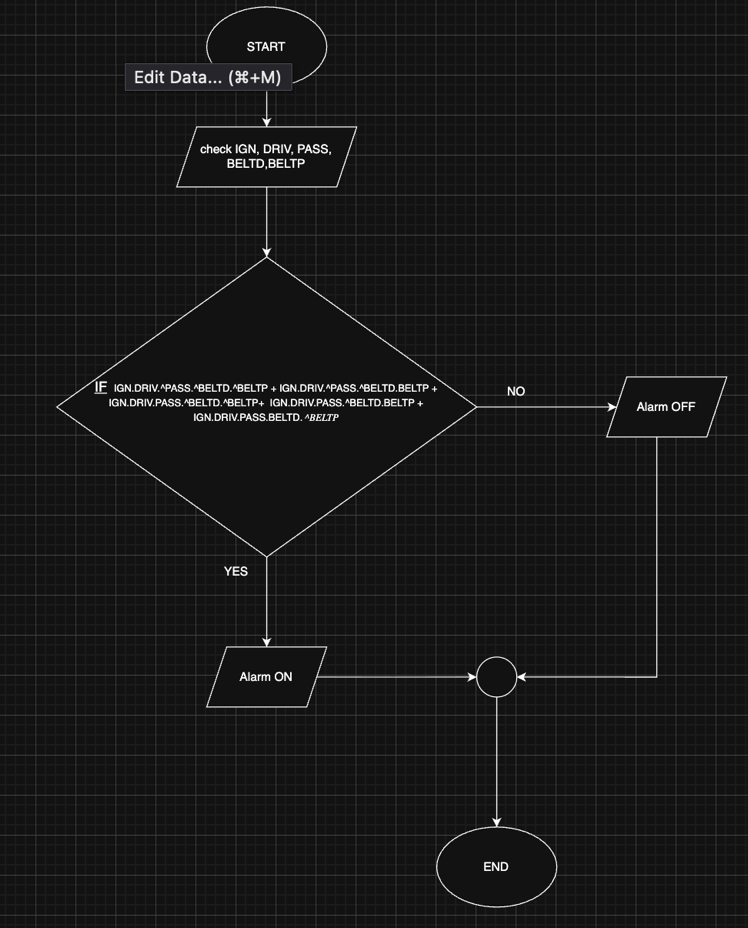 START
Edit Data... (⌘+M)
check IGN, DRIV, PASS,
BELTD,BELTP
IF IGN.DRIV.^PASS.^BELTD.^BELTP + IGN.DRIV.^PASS.^BELTD.BELTP +
IGN.DRIV.PASS.^BELTD.^BELTP+ IGN.DRIV.PASS.^BELTD.BELTP +
IGN.DRIV.PASS.BELTD. ^BELTP
NO
Alarm OFF
YES
Alarm ON
END